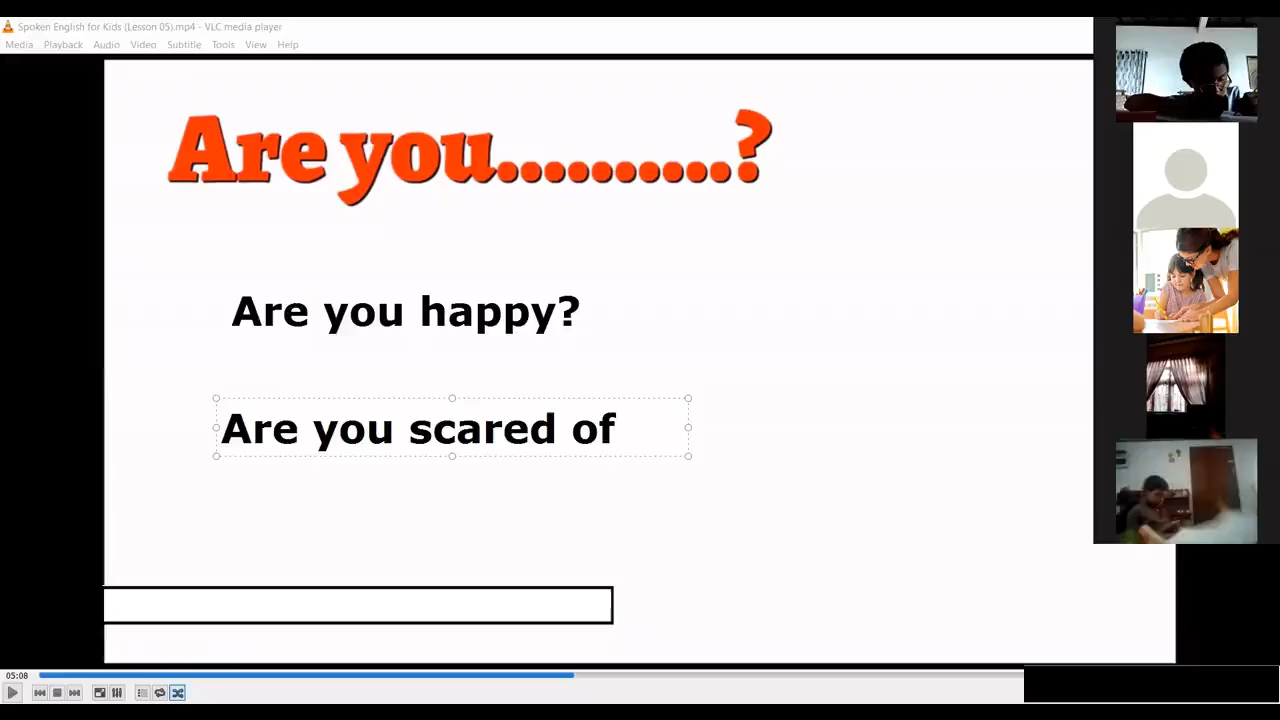 Spoken English for Kids (Lesson 05).mp4 - VLC media player
Media Playback Audio Video Subtitle Tools View Help
Are you..........?
Are you happy?
Are you scared of
05:08